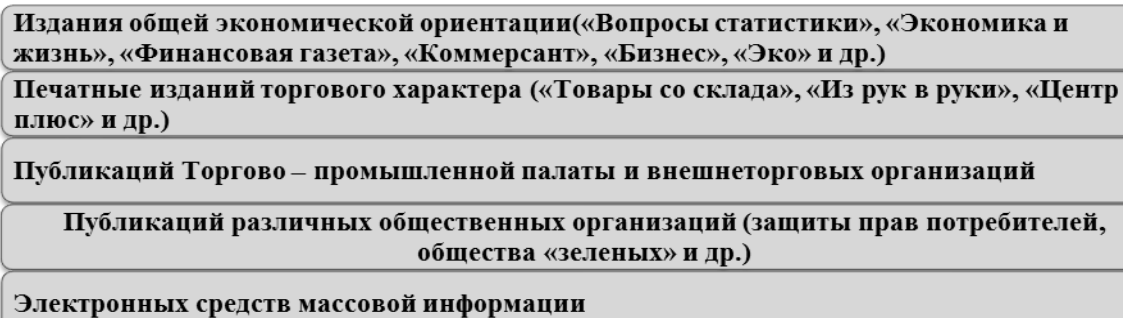 Издания общей экономической ориентации(«Вопросы статистики», «Экономика и
жизнь», «Финансовая газета», «Коммерсант», «Бизнес», «Эко» и др.)
Печатные изданий торгового характера («Товары со склада», «Из рук в руки», «Центр
плюс» и др.)
Публикаций Торгово – промышленной палаты и внешнеторговых организаций
Публикаций различных общественных организаций (защиты прав потребителей,
общества «зеленых» и др.)
Электронных средств массовой информации